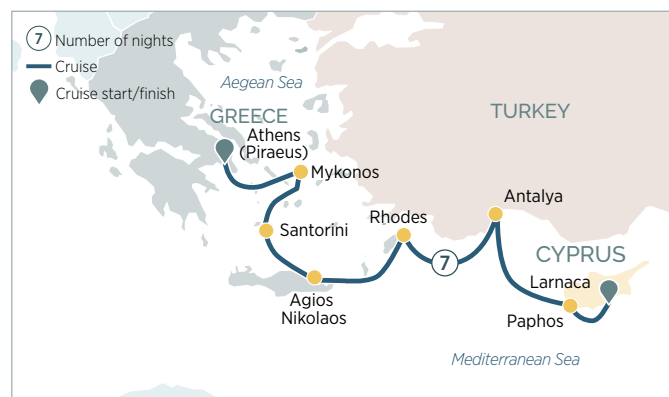 7 Number of nights
Cruise
Cruise start/finish
Aegean Sea
GREECE
Athens
(Piraeus)
Mykonos
TURKEY
Santorini
Rhodes
Antalya
7
Agios
Nikolaos
CYPRUS
Larnaca
Paphos
Mediterranean Sea